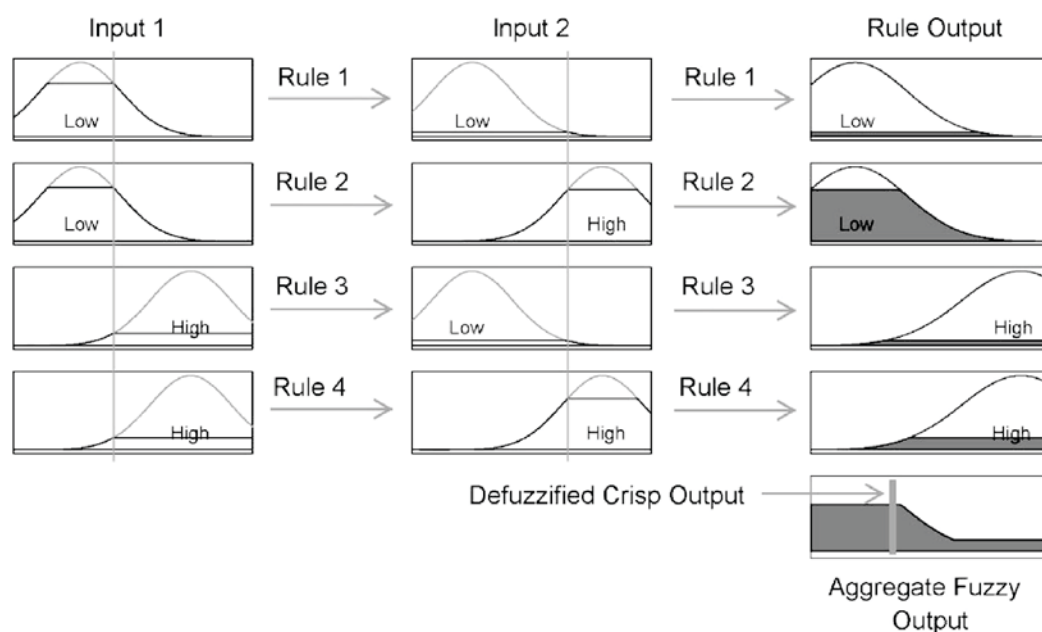 Input 1
Input 2
Rule Output
Low
Rule 1
Low
Rule 1
Low
Low
Rule 2
High
Rule 2
Low
High
Rule 3
Low
Rule 3
High
High
Rule 4
High
Rule 4
High
Defuzzified Crisp Output
Aggregate Fuzzy
Output